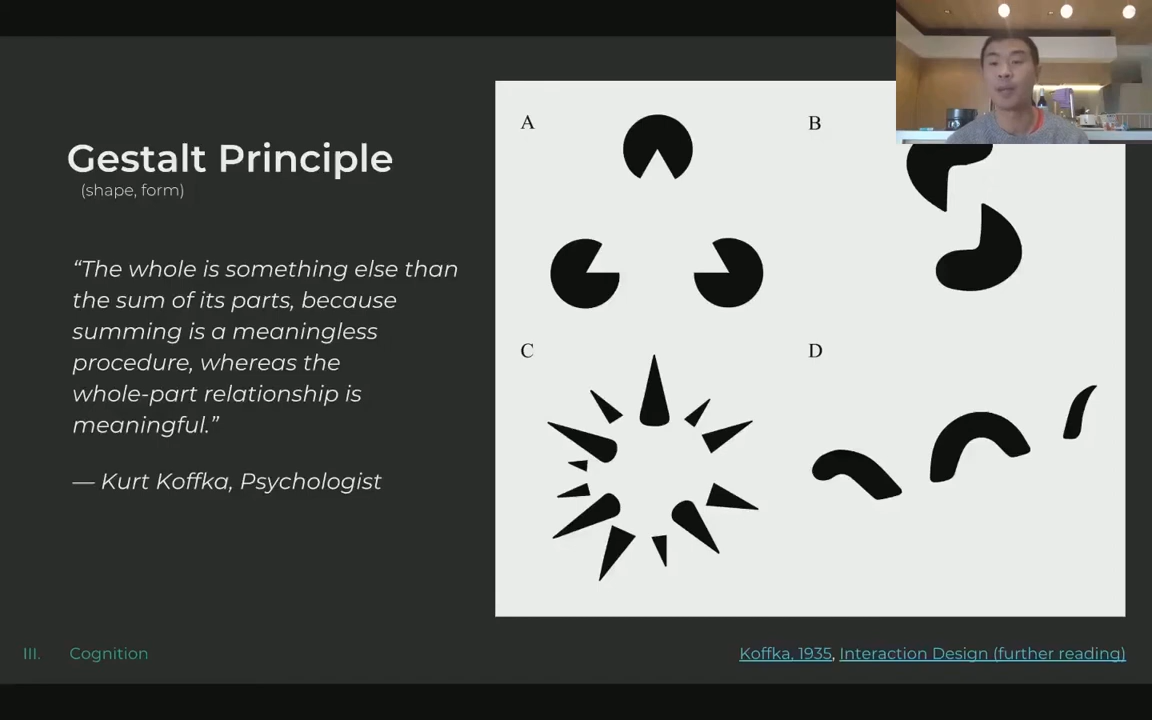 Gestalt Principle
(shape, form)
“The whole is something else than
the sum of its parts, because
summing is a meaningless
procedure, whereas the
whole-part relationship is
meaningful.”
— Kurt Koffka, Psychologist
A
B
C
D
III. Cognition
Koffka, 1935, Interaction Design (further reading)